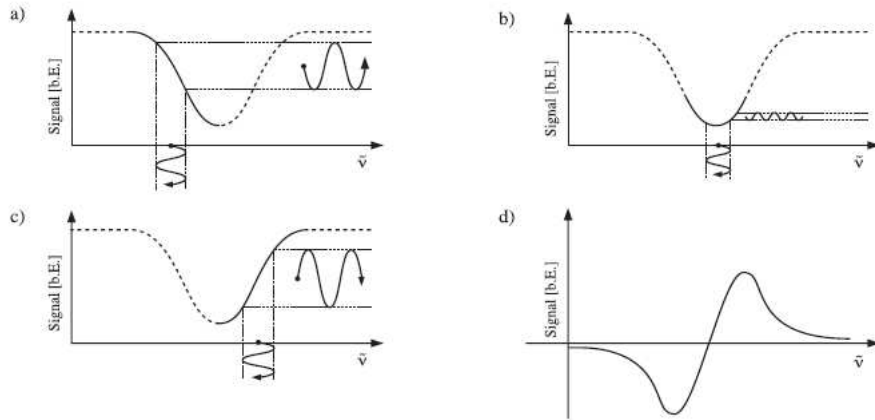 a)
Signal [b.E.]
ṽ
b)
Signal [b.E.]
ṽ
c)
Signal [b.E.]
ṽ
d)
Signal [b.E.]
ṽ